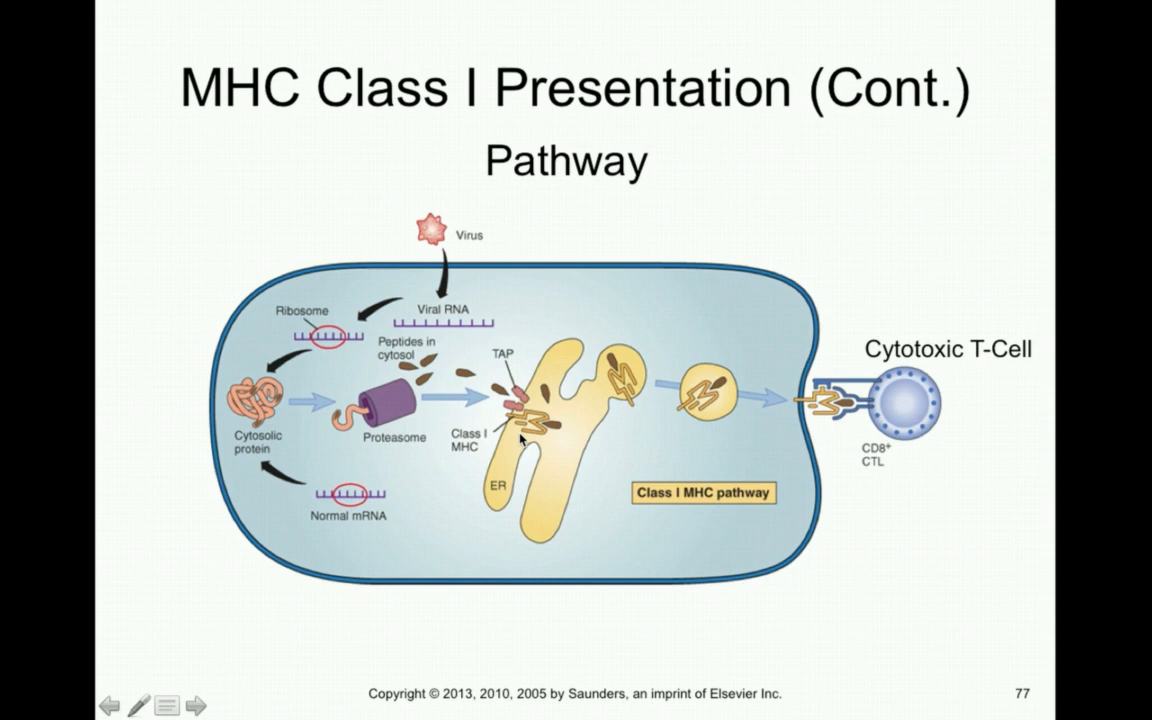 MHC Class I Presentation (Cont.)
Pathway
Virus
Ribosome
Viral RNA
Peptides in
cytosol
TAP
Cytotoxic T-Cell
Cytosolic
protein
Proteasome
Class I
MHC
CD8⁺
CTL
ER
Class I MHC pathway
Normal mRNA
Copyright © 2013, 2010, 2005 by Saunders, an imprint of Elsevier Inc.
77